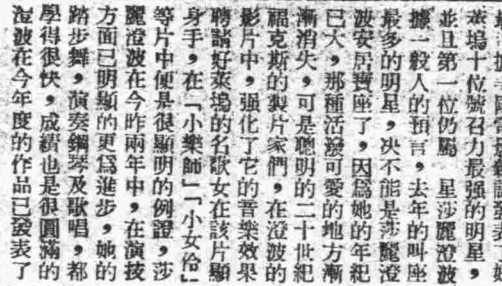 萊塢十位號召力最强的明星，
並且第一位仍屬　星莎麗澄波
據一般人的預言，去年的叫座
最多的明星，决不能是莎麗澄
波安居寶座了，因爲她的年紀
已大，那種活潑可愛的地方漸
漸消失，可是聰明的二十世紀
福克斯的製片家們，在澄波的
影片中，强化了它的音樂效果
聘請好萊塢的名歌女在該片顯
身手，在「小樂師」「小女伶」
等片中便是很顯明的例證，莎
麗澄波在今昨兩年中，在演技
方面已明顯的更爲進步，她的
踏步舞，演奏鋼琴及歌唱，都
學得很快，成績也是很圓滿的
澄波在今年度的作品已發表了